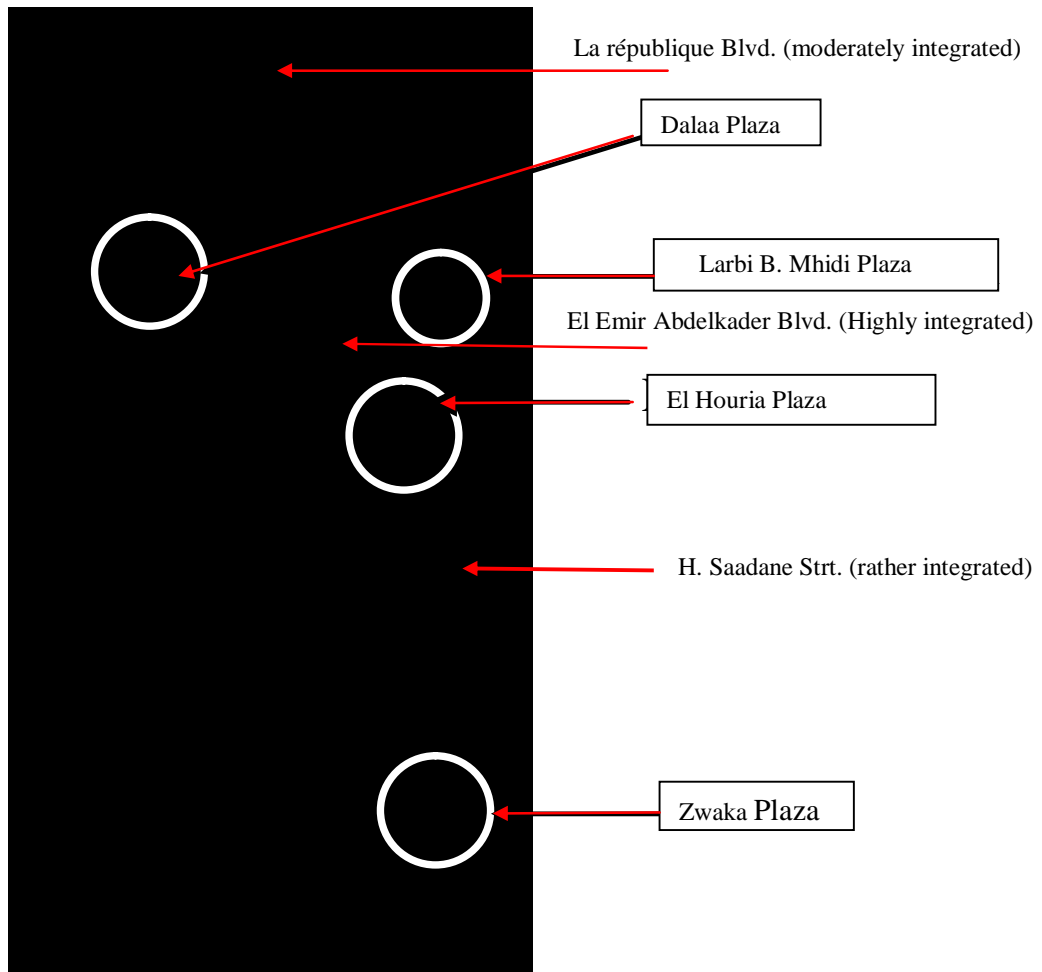 La république Blvd. (moderately integrated)
Dalaa Plaza
Larbi B. Mhidi Plaza
El Emir Abdelkader Blvd. (Highly integrated)
El Houria Plaza
H. Saadane Strt. (rather integrated)
Zwaka Plaza